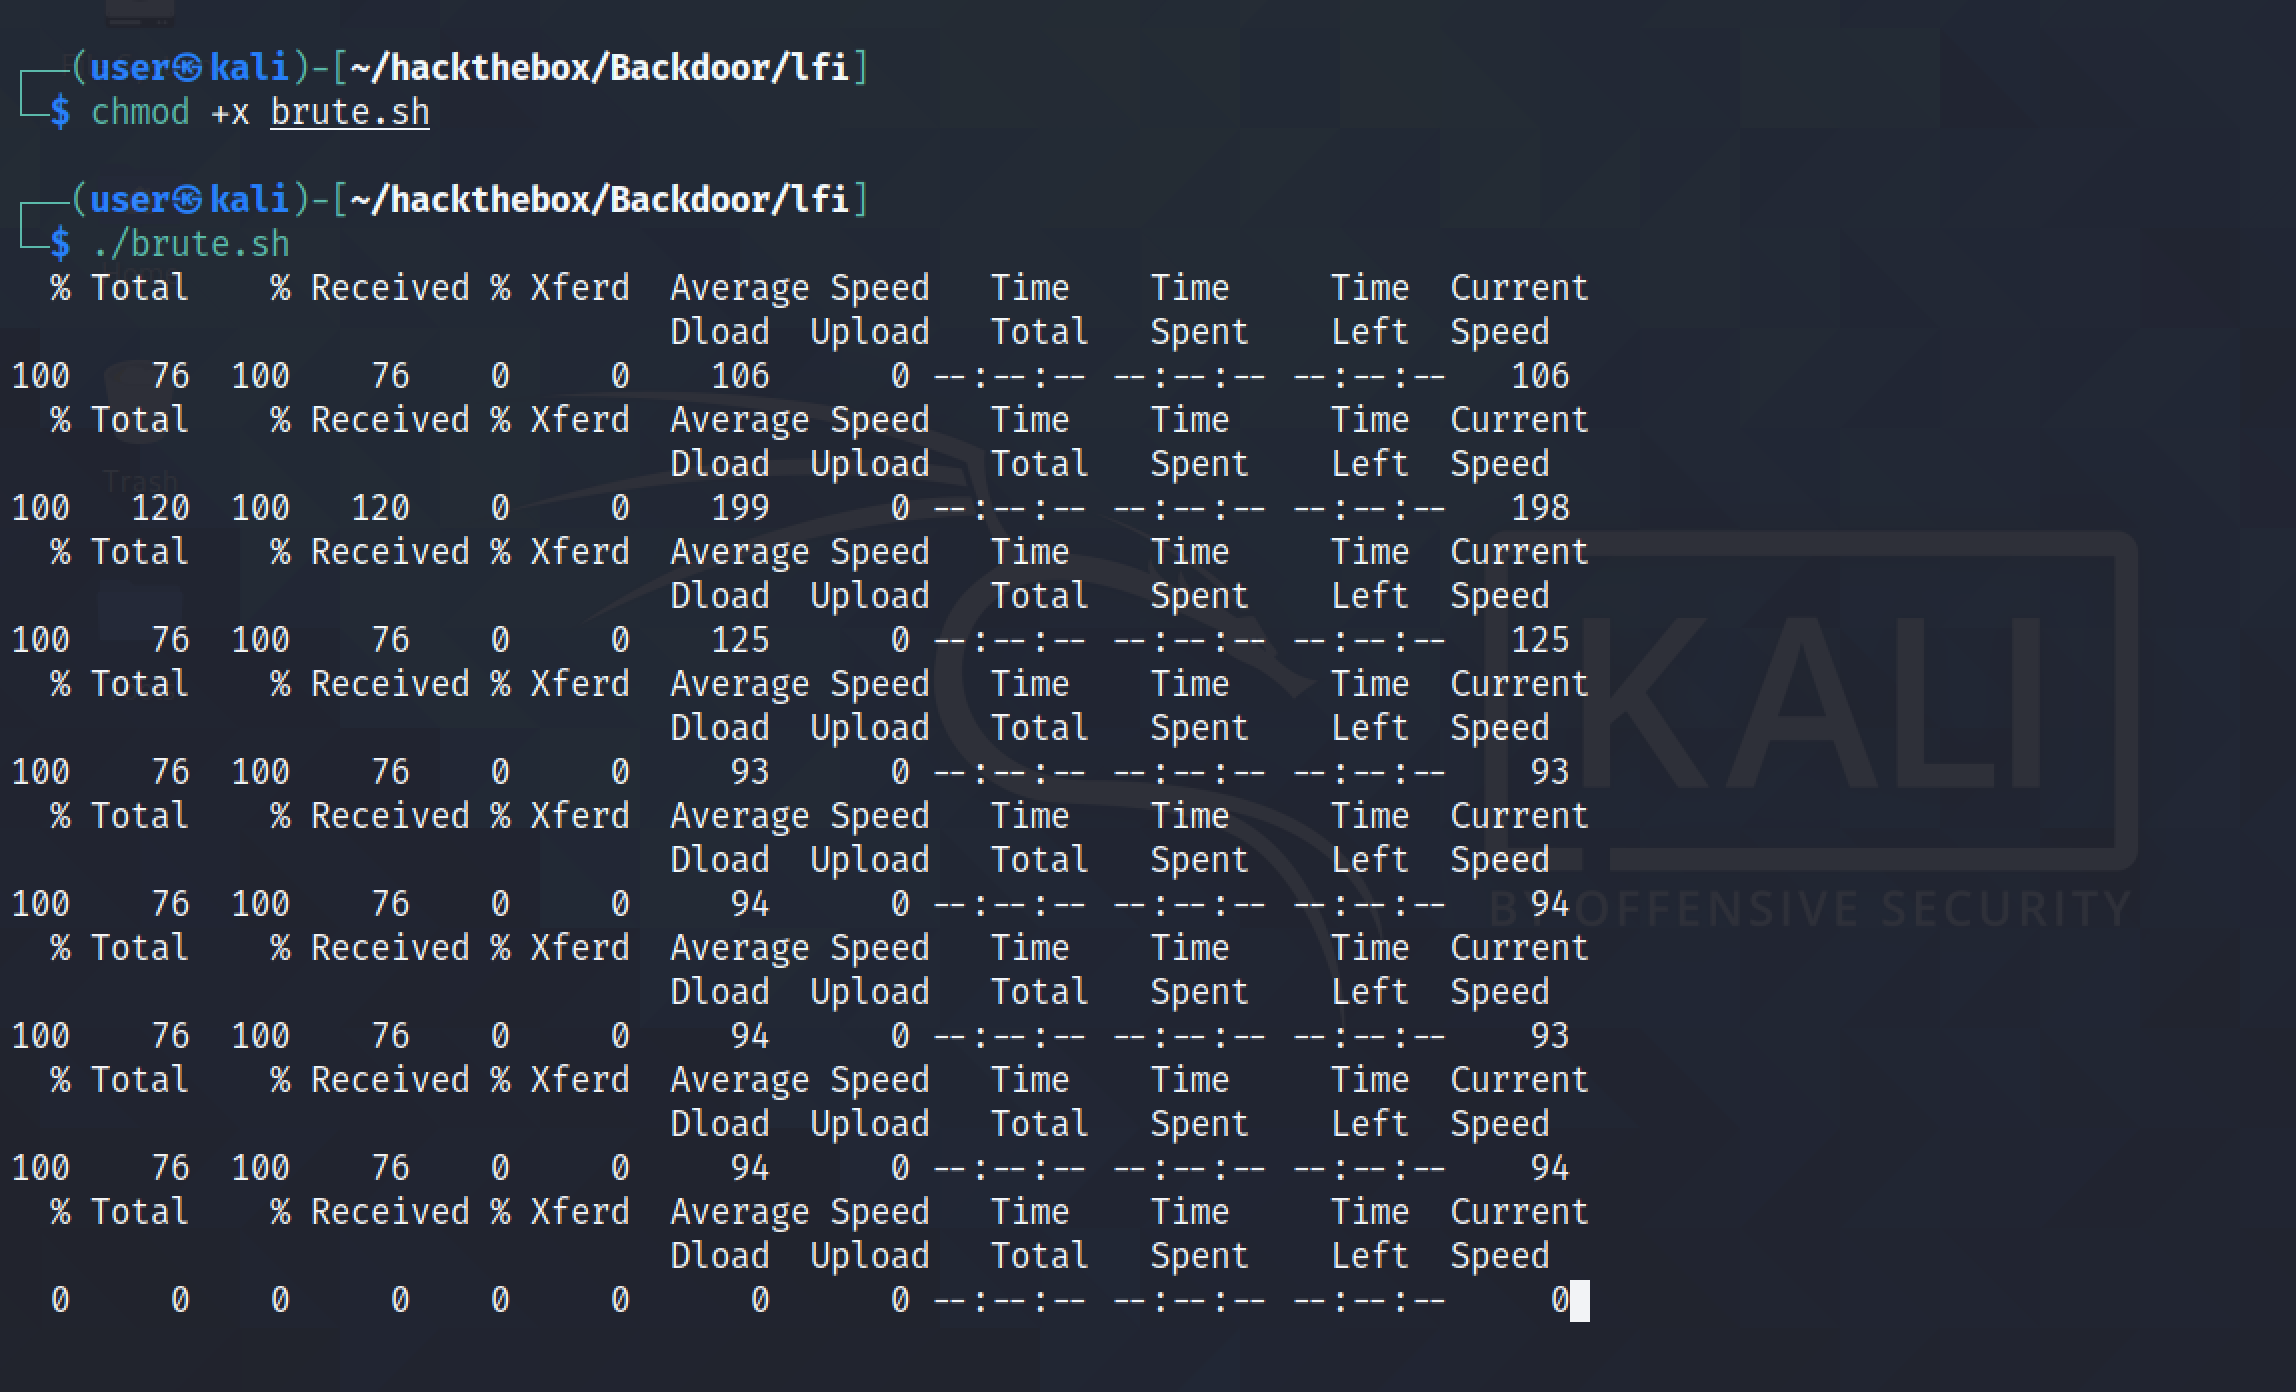 (user㉿kali)-[~/hackthebox/Backdoor/lfi]
$ chmod +x brute.sh
(user㉿kali)-[~/hackthebox/Backdoor/lfi]
$ ./brute.sh
% Total % Received % Xferd Average Speed Time Time Time Current
Dload Upload Total Spent Left Speed
100 76 100 76 0 0 106 0 --:--:-- --:--:-- --:--:-- 106
% Total % Received % Xferd Average Speed Time Time Time Current
Dload Upload Total Spent Left Speed
100 120 100 120 0 0 199 0 --:--:-- --:--:-- --:--:-- 198
% Total % Received % Xferd Average Speed Time Time Time Current
Dload Upload Total Spent Left Speed
100 76 100 76 0 0 125 0 --:--:-- --:--:-- --:--:-- 125
% Total % Received % Xferd Average Speed Time Time Time Current
Dload Upload Total Spent Left Speed
100 76 100 76 0 0 93 0 --:--:-- --:--:-- --:--:-- 93
% Total % Received % Xferd Average Speed Time Time Time Current
Dload Upload Total Spent Left Speed
100 76 100 76 0 0 94 0 --:--:-- --:--:-- --:--:-- 94
% Total % Received % Xferd Average Speed Time Time Time Current
Dload Upload Total Spent Left Speed
100 76 100 76 0 0 94 0 --:--:-- --:--:-- --:--:-- 93
% Total % Received % Xferd Average Speed Time Time Time Current
Dload Upload Total Spent Left Speed
100 76 100 76 0 0 94 0 --:--:-- --:--:-- --:--:-- 94
% Total % Received % Xferd Average Speed Time Time Time Current
Dload Upload Total Spent Left Speed
0 0 0 0 0 0 0 0 --:--:-- --:--:-- --:--:-- 0
Home
Trash
KALI
BY OFFENSIVE SECURITY